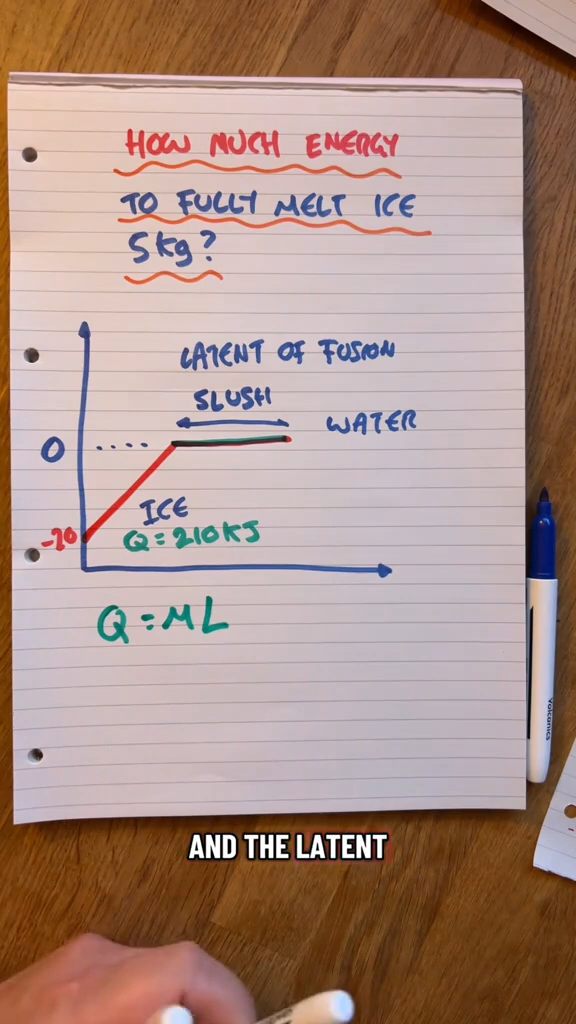 HOW MUCH ENERGY
TO FULLY MELT ICE
5kg?
LATENT OF FUSION
SLUSH
WATER
0 ....
ICE
-20
Q = 210KJ
Q = ML
Volcanics
AND THE LATENT